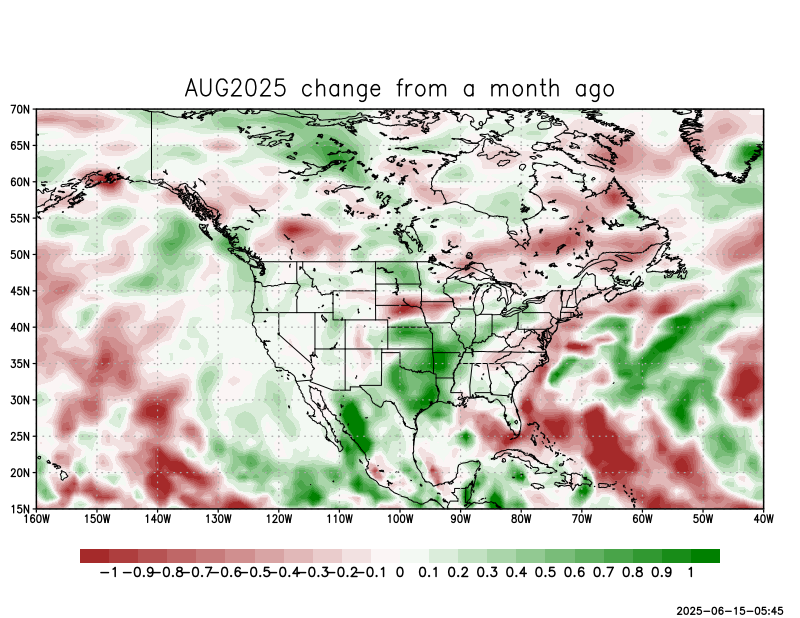 AUG2025 change from a month ago
70N
65N
60N
55N
50N
45N
40N
35N
30N
25N
20N
15N
160W 150W 140W 130W 120W 110W 100W 90W 80W 70W 60W 50W 40W
-1 -0.9 -0.8 -0.7 -0.6 -0.5 -0.4 -0.3 -0.2 -0.1 0 0.1 0.2 0.3 0.4 0.5 0.6 0.7 0.8 0.9 1
2025-06-15-05:45